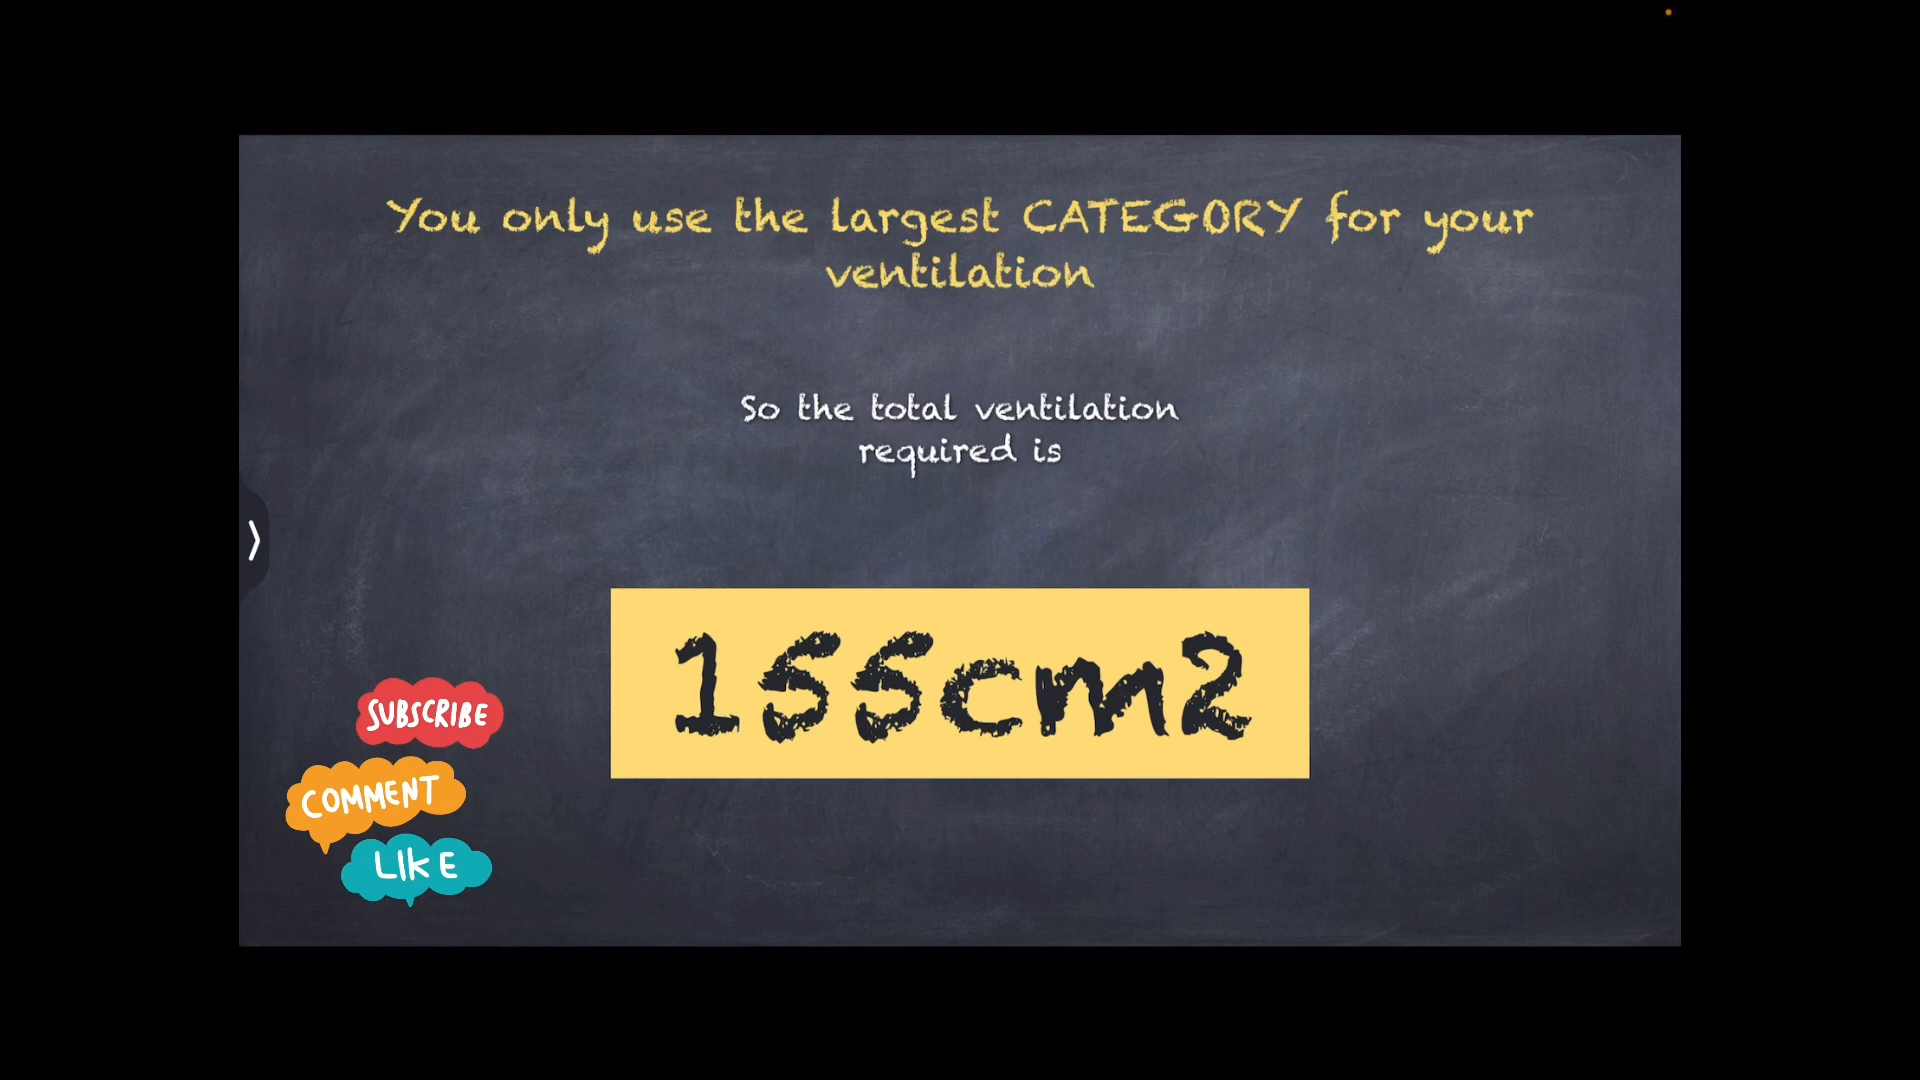 You only use the largest CATEGORY for your
ventilation
So the total ventilation
required is
155cm2
SUBSCRIBE
COMMENT
LIKE